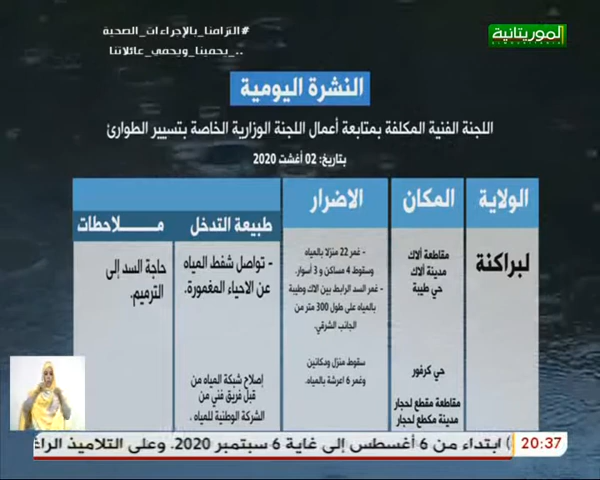 #التزامنا_بالإجراءات_الصحية
.._يحمينا_ويحمي_عائلاتنا
الموريتانية
النشرة اليومية
اللجنة الفنية المكلفة بمتابعة أعمال اللجنة الوزارية الخاصة بتسيير الطوارئ
بتاريخ: 02 أغشت 2020
الولاية
المكان
الاضرار
طبيعة التدخل
ملاحظات
لبراكنة
مقاطعة ألاك
مدينة ألاك
حي طيبة
- غمر 22 منزلا بالمياه
وسقوط 4 مساكن و 3 أسوار.
- غمر السد الرابط بين الاك وطيبة
بالمياه على طول 300 متر من
الجانب الشرقي.
- تواصل شفط المياه
عن الاحياء المغمورة.
حاجة السد إلى
الترميم.
حي كرفور
مقاطعة مقطع لحجار
مدينة مكطع لحجار
سقوط منزل ودكانين
وغمر 6 اعرشة بالمياه.
إصلاح شبكة المياه من
قبل فريق فني من
الشركة الوطنية للمياه .
) ابتداء من 6 أغسطس إلى غاية 6 سبتمبر 2020. وعلى التلاميذ
20:37